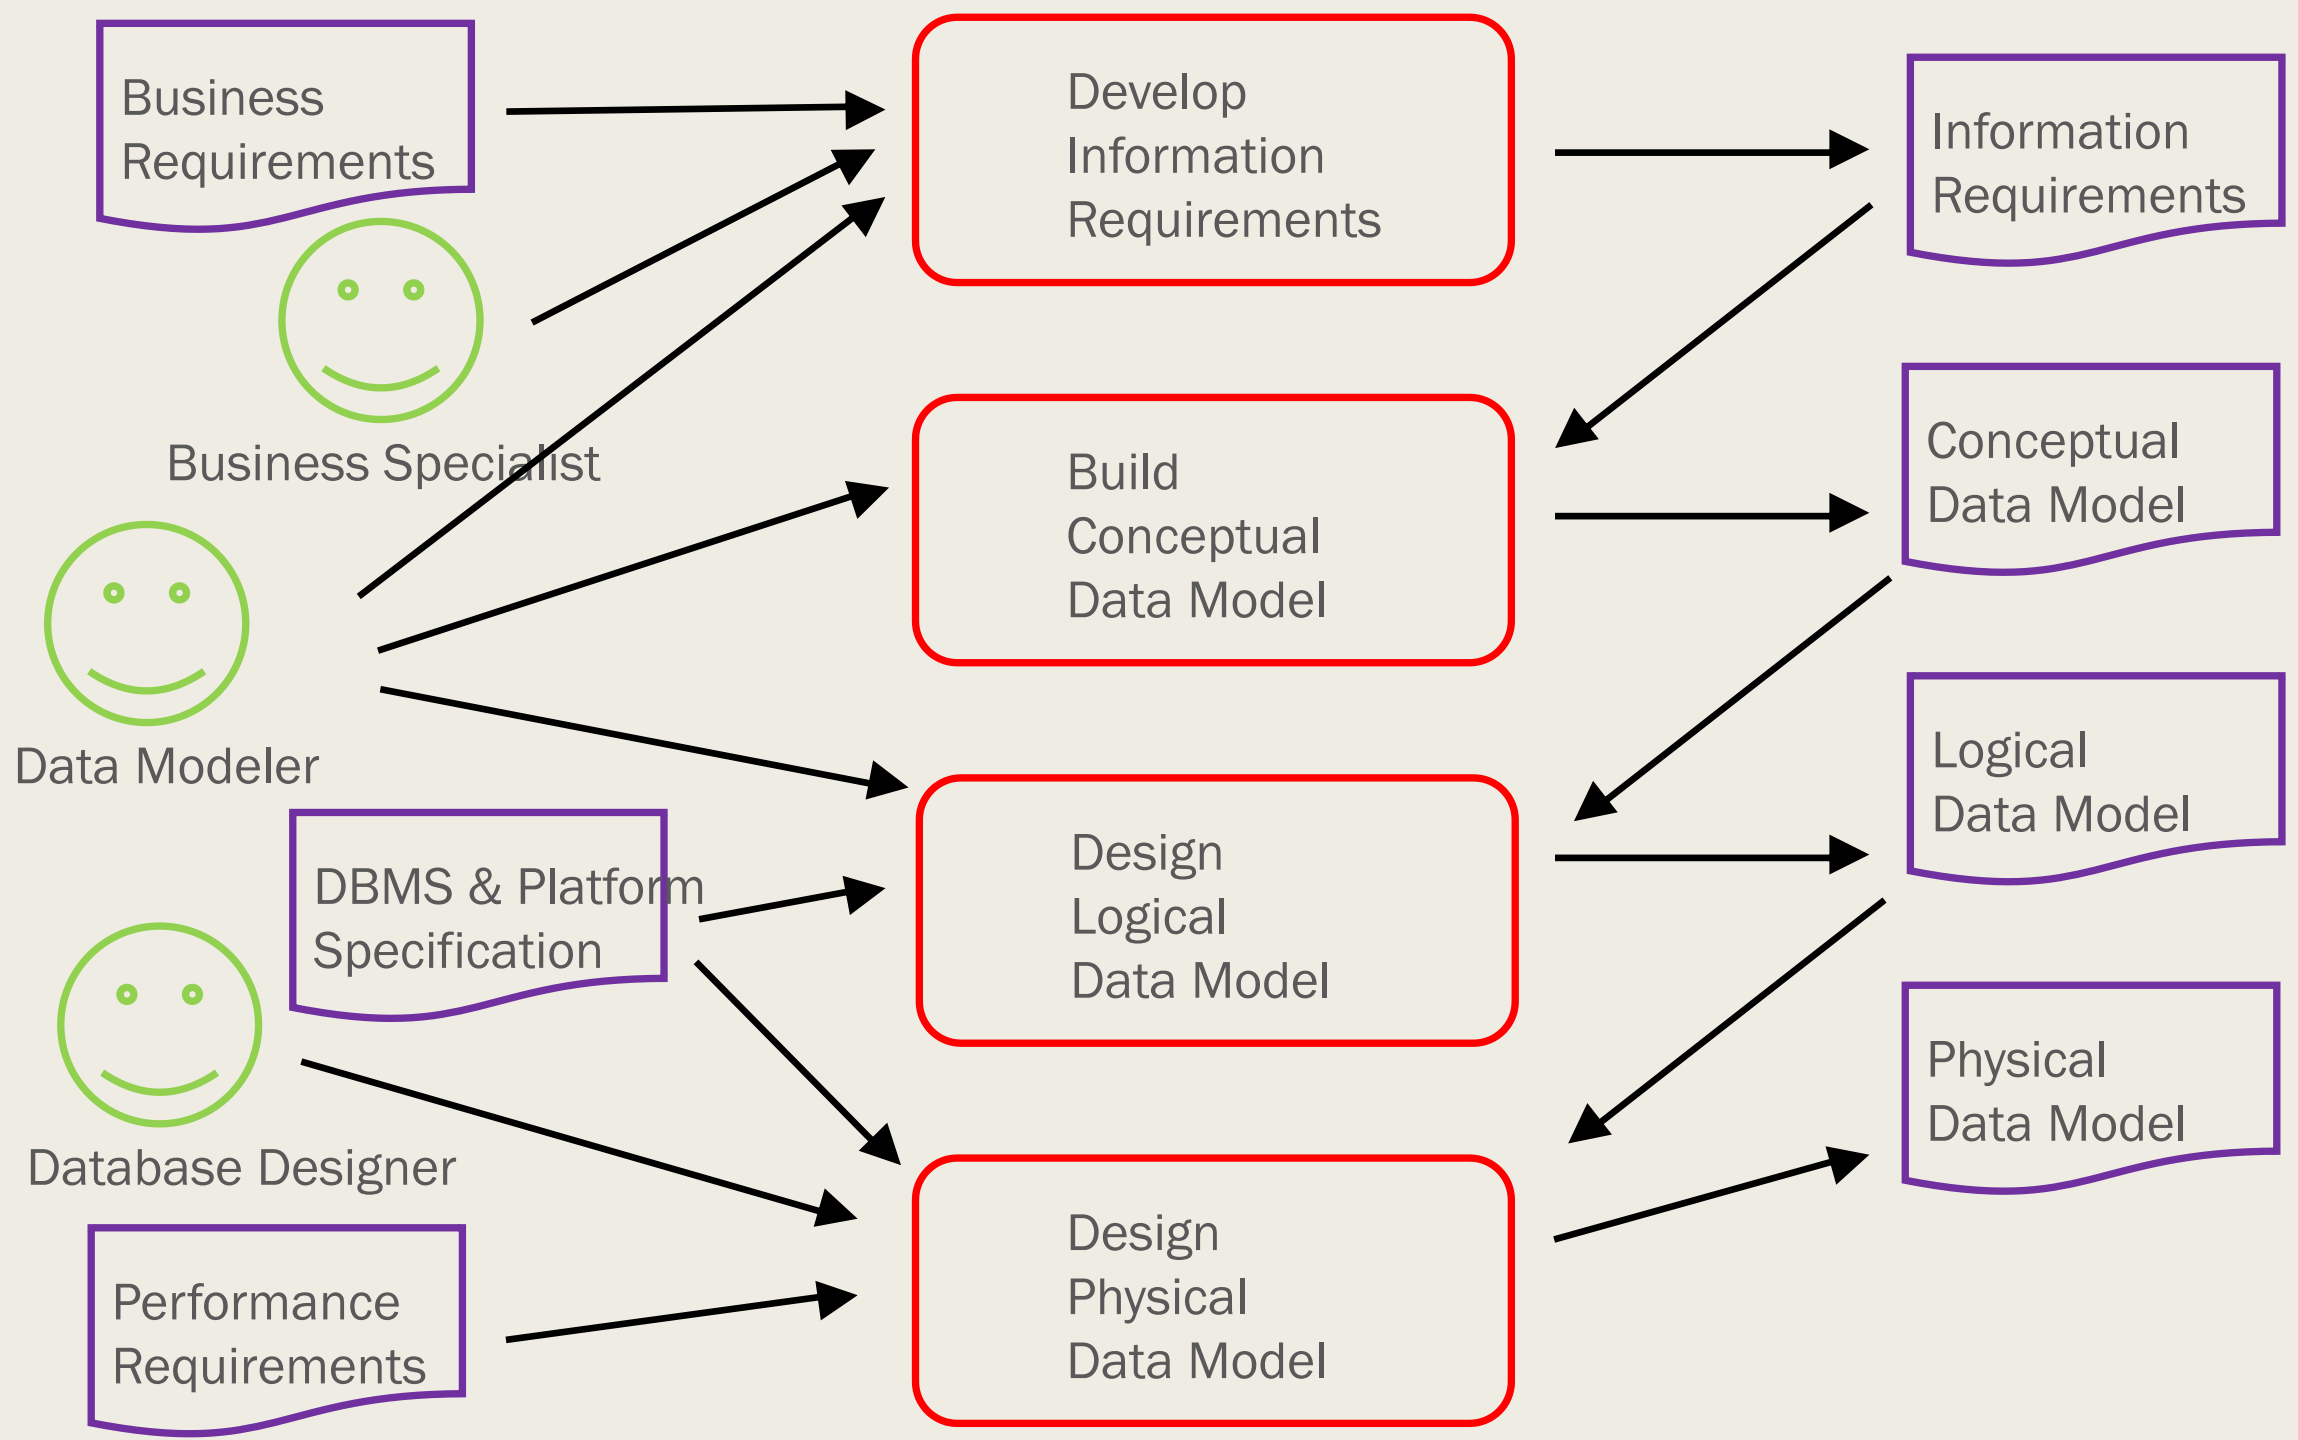 Business
Requirements
Business Specialist
Data Modeler
DBMS & Platform
Specification
Database Designer
Performance
Requirements
Develop
Information
Requirements
Build
Conceptual
Data Model
Design
Logical
Data Model
Design
Physical
Data Model
Information
Requirements
Conceptual
Data Model
Logical
Data Model
Physical
Data Model